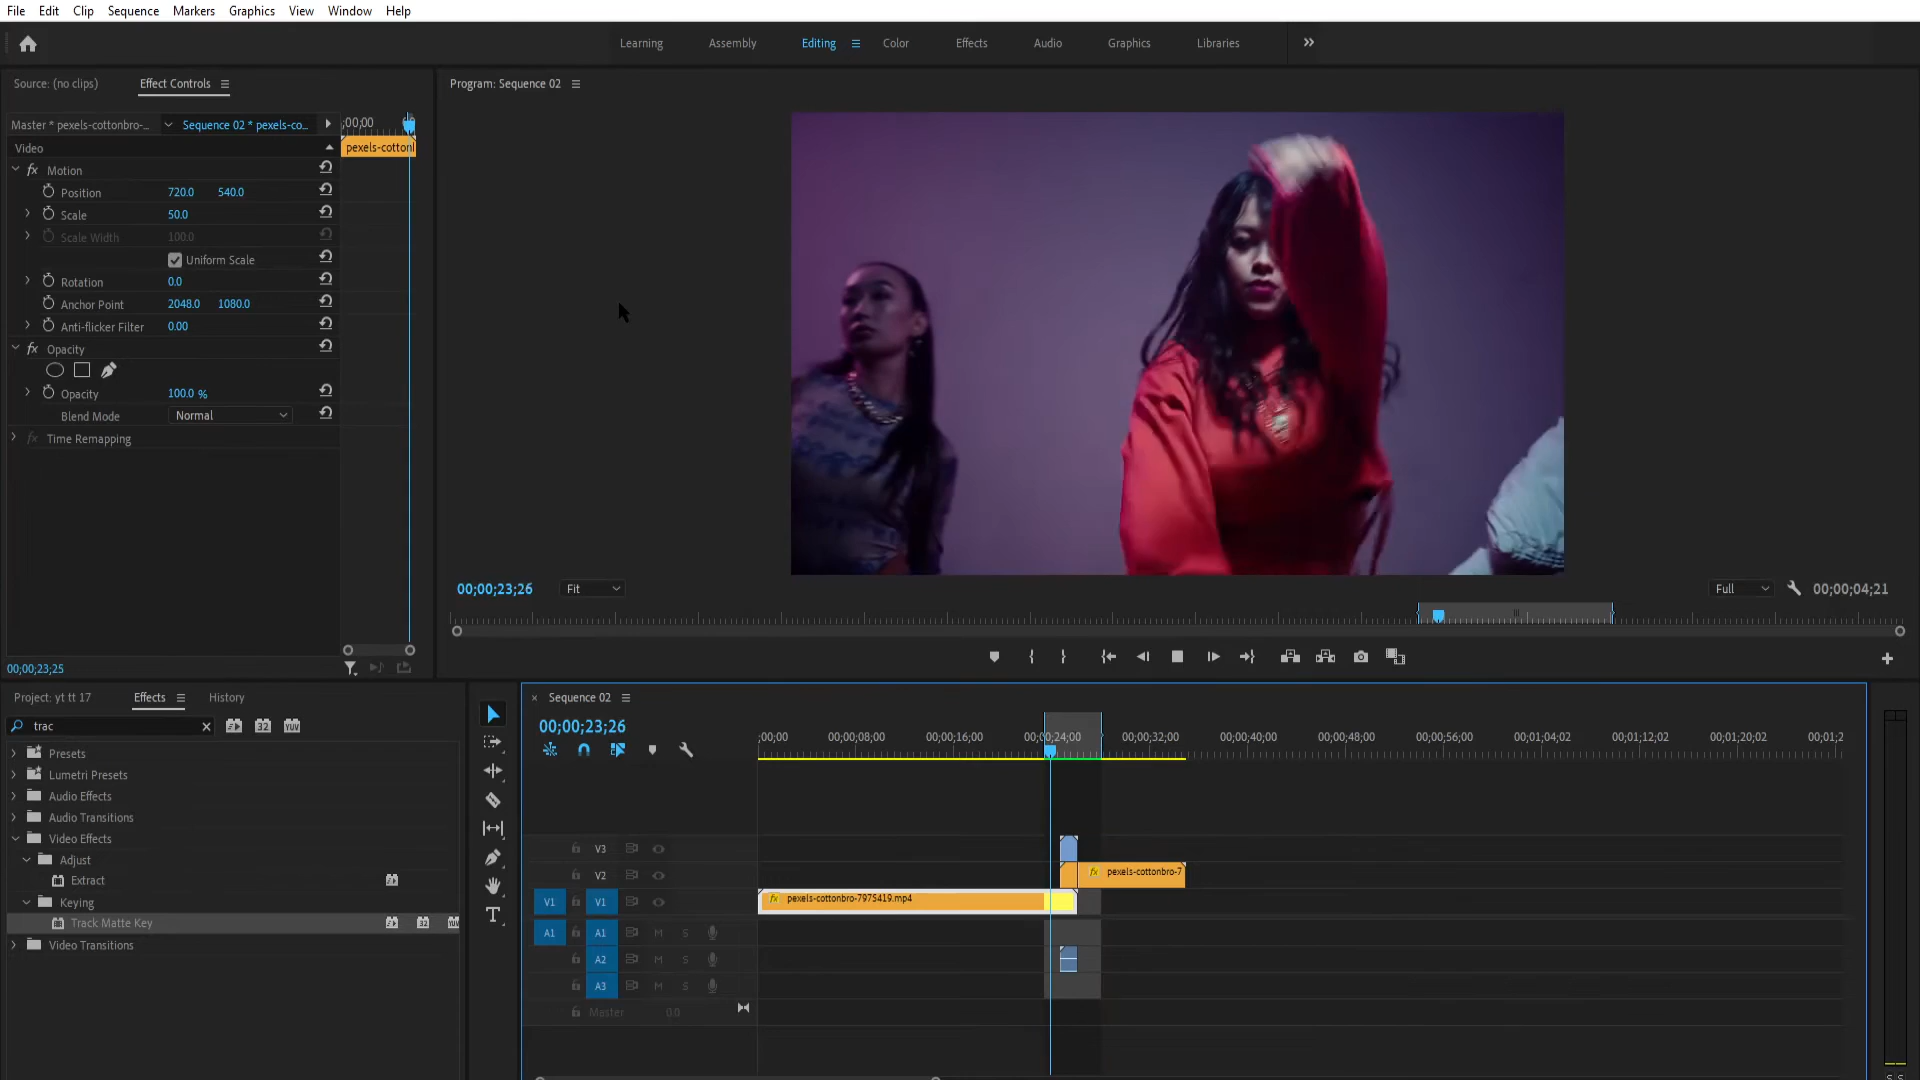 File Edit Clip Sequence Markers Graphics View Window Help
Learning Assembly Editing Color Effects Audio Graphics Libraries
Source: (no clips) Effect Controls Program: Sequence 02
Master * pexels-cottonbro-... Sequence 02 * pexels-co... ;00;00
Video pexels-cottonl
Motion
Position 720.0 540.0
Scale 50.0
Scale Width 100.0
Uniform Scale
Rotation 0.0
Anchor Point 2048.0 1080.0
Anti-flicker Filter 0.00
Opacity
Opacity 100.0 %
Blend Mode Normal
Time Remapping
00;00;23;26 Fit Full 00;00;04;21
00;00;23;25
Project: yt tt 17 Effects History
trac
Presets
Lumetri Presets
Audio Effects
Audio Transitions
Video Effects
Adjust
Extract
Keying
Track Matte Key
Video Transitions
Sequence 02
00;00;23;26
;00;00 00;00;08;00 00;00;16;00 00;00;24;00 00;00;32;00 00;00;40;00 00;00;48;00 00;00;56;00 00;01;04;02 00;01;12;02 00;01;20;02 00;01;2
V3
V2 fx pexels-cottonbro-7
V1 V1 fx pexels-cottonbro-7975419.mp4
A1 A1 M S
A2 M S
A3 M S
Master 0.0
S S